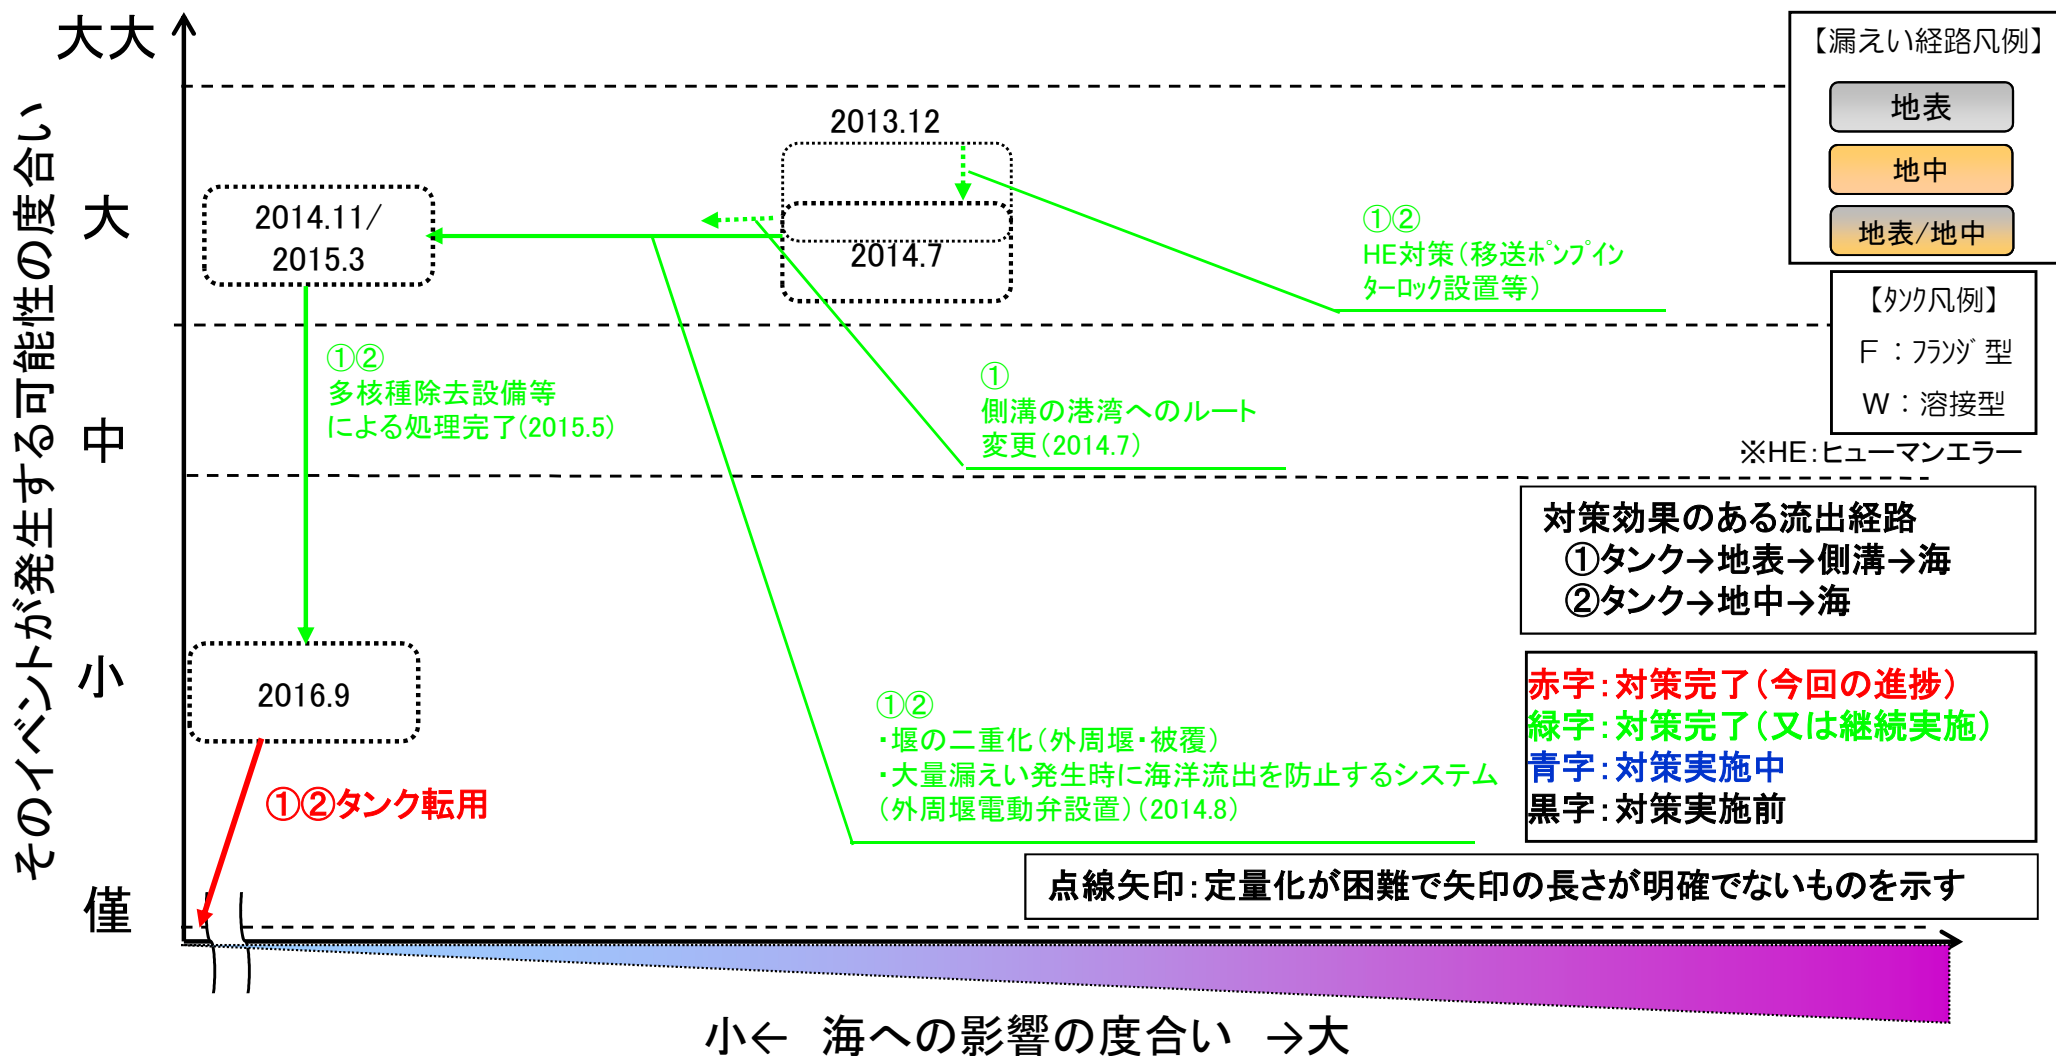 そのイベントが発生する可能性の度合い
大大
大
中
小
僅
2013.12
2014.7
2014.11/
2015.3
2016.9
①②
HE対策(移送ﾎﾟﾝﾌﾟｲﾝ
ﾀｰﾛｯｸ設置等)
①
側溝の港湾へのルート
変更(2014.7)
①②
多核種除去設備等
による処理完了(2015.5)
①②
・堰の二重化(外周堰・被覆)
・大量漏えい発生時に海洋流出を防止するシステム
(外周堰電動弁設置)(2014.8)
①②タンク転用
【漏えい経路凡例】
地表
地中
地表/地中
【ﾀﾝｸ凡例】
F：ﾌﾗﾝｼﾞ型
W：溶接型
※HE:ヒューマンエラー
対策効果のある流出経路
①タンク→地表→側溝→海
②タンク→地中→海
赤字:対策完了(今回の進捗)
緑字:対策完了(又は継続実施)
青字:対策実施中
黒字:対策実施前
点線矢印:定量化が困難で矢印の長さが明確でないものを示す
小← 海への影響の度合い →大